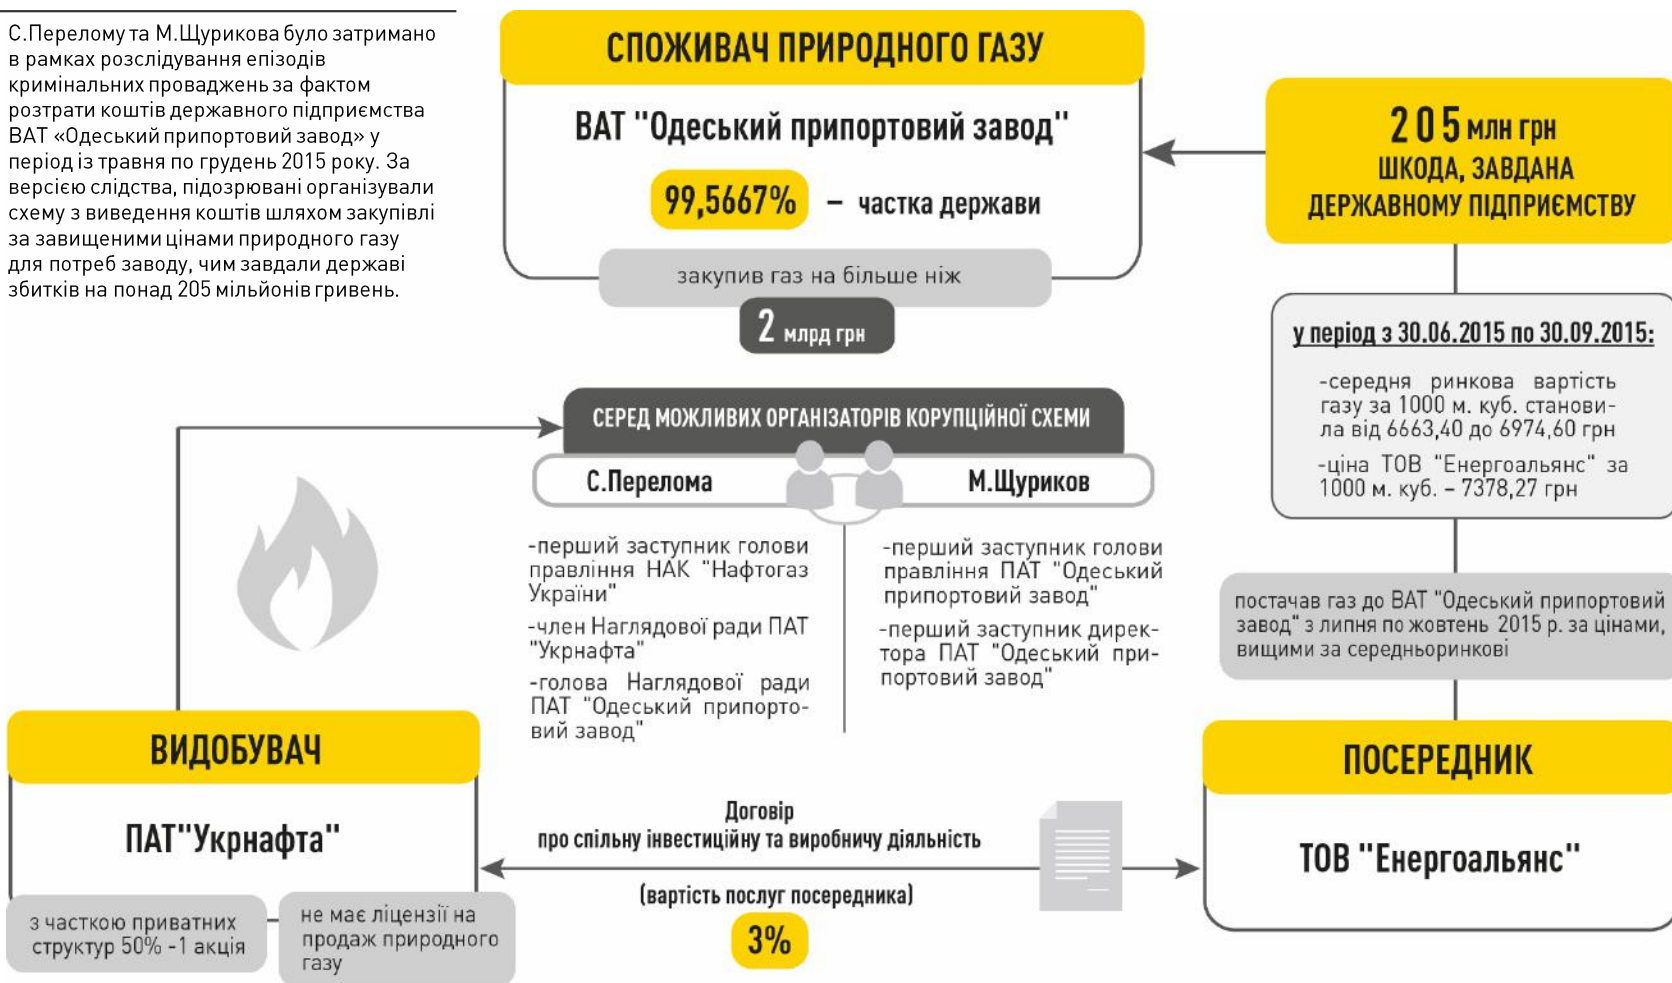 С.Перелому та М.Щурикова було затримано
в рамках розслідування епізодів
кримінальних проваджень за фактом
розтрати коштів державного підприємства
ВАТ «Одеський припортовий завод» у
період із травня по грудень 2015 року. За
версією слідства, підозрювані організували
схему з виведення коштів шляхом закупівлі
за завищеними цінами природного газу
для потреб заводу, чим завдали державі
збитків на понад 205 мільйонів гривень.
СПОЖИВАЧ ПРИРОДНОГО ГАЗУ
ВАТ "Одеський припортовий завод"
99,5667% – частка держави
закупив газ на більше ніж
2 млрд грн
205 млн грн
ШКОДА, ЗАВДАНА
ДЕРЖАВНОМУ ПІДПРИЄМСТВУ
у період з 30.06.2015 по 30.09.2015:
-середня ринкова вартість
газу за 1000 м. куб. станови-
ла від 6663,40 до 6974,60 грн
-ціна ТОВ "Енергоальянс" за
1000 м. куб. – 7378,27 грн
постачав газ до ВАТ "Одеський припортовий
завод" з липня по жовтень 2015 р. за цінами,
вищими за середньоринкові
СЕРЕД МОЖЛИВИХ ОРГАНІЗАТОРІВ КОРУПЦІЙНОЇ СХЕМИ
С.Перелома
М.Щуриков
-перший заступник голови
правління НАК "Нафтогаз
України"
-член Наглядової ради ПАТ
"Укрнафта"
-голова Наглядової ради
ПАТ "Одеський припорто-
вий завод"
-перший заступник голови
правління ПАТ "Одеський
припортовий завод"
-перший заступник дирек-
тора ПАТ "Одеський при-
портовий завод"
ВИДОБУВАЧ
ПАТ"Укрнафта"
з часткою приватних
структур 50% -1 акція
не має ліцензії на
продаж природного
газу
Договір
про спільну інвестиційну та виробничу діяльність
(вартість послуг посередника)
3%
ПОСЕРЕДНИК
ТОВ "Енергоальянс"